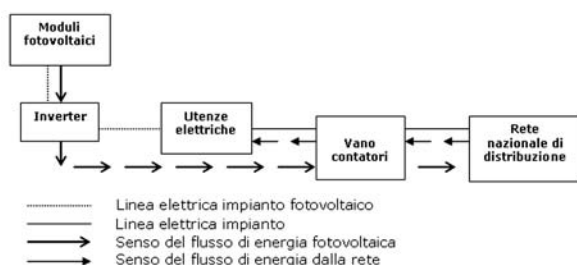 Moduli
fotovoltaici
Inverter
Utenze
elettriche
Vano
contatori
Rete
nazionale di
distribuzione
Linea elettrica impianto fotovoltaico
Linea elettrica impianto
Senso del flusso di energia fotovoltaica
Senso del flusso di energia dalla rete